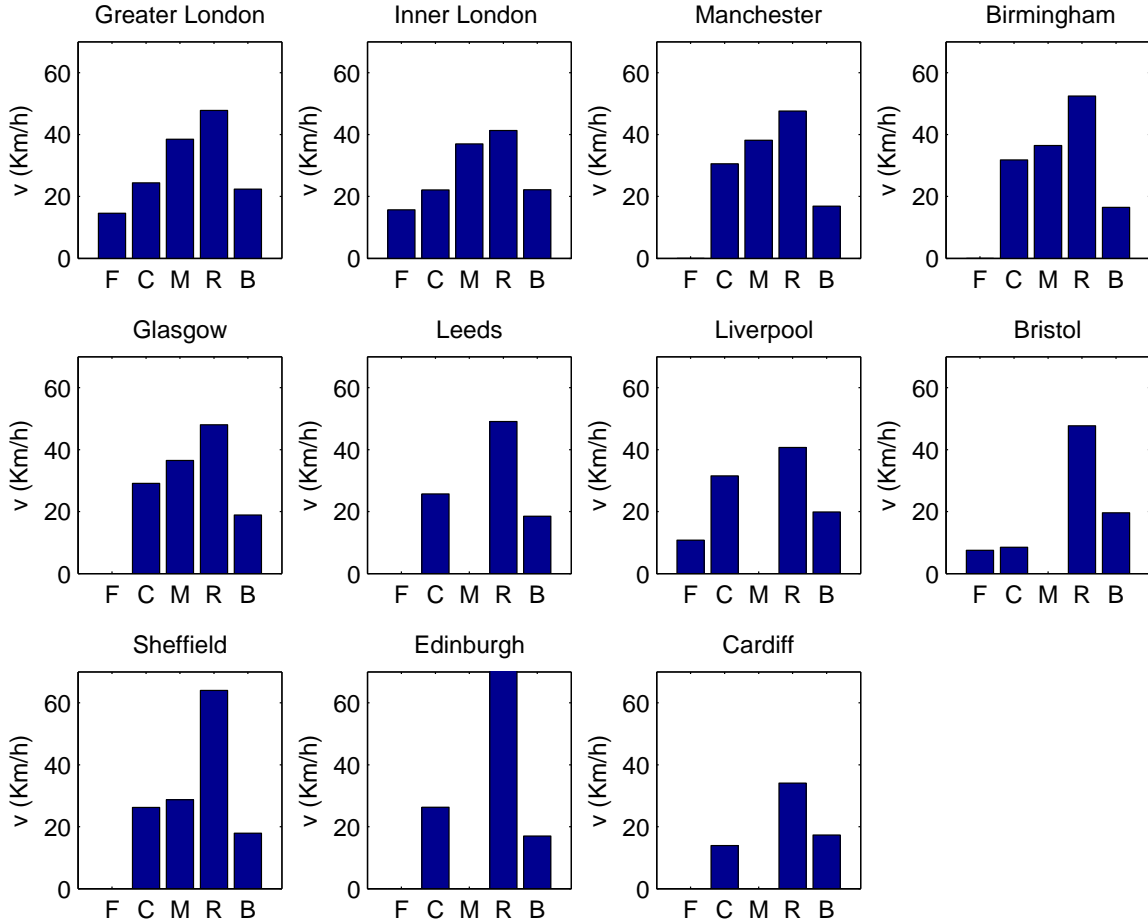 Greater London
v (Km/h)
60
40
20
0
F C M R B
Inner London
v (Km/h)
60
40
20
0
F C M R B
Manchester
v (Km/h)
60
40
20
0
F C M R B
Birmingham
v (Km/h)
60
40
20
0
F C M R B
Glasgow
v (Km/h)
60
40
20
0
F C M R B
Leeds
v (Km/h)
60
40
20
0
F C M R B
Liverpool
v (Km/h)
60
40
20
0
F C M R B
Bristol
v (Km/h)
60
40
20
0
F C M R B
Sheffield
v (Km/h)
60
40
20
0
F C M R B
Edinburgh
v (Km/h)
60
40
20
0
F C M R B
Cardiff
v (Km/h)
60
40
20
0
F C M R B